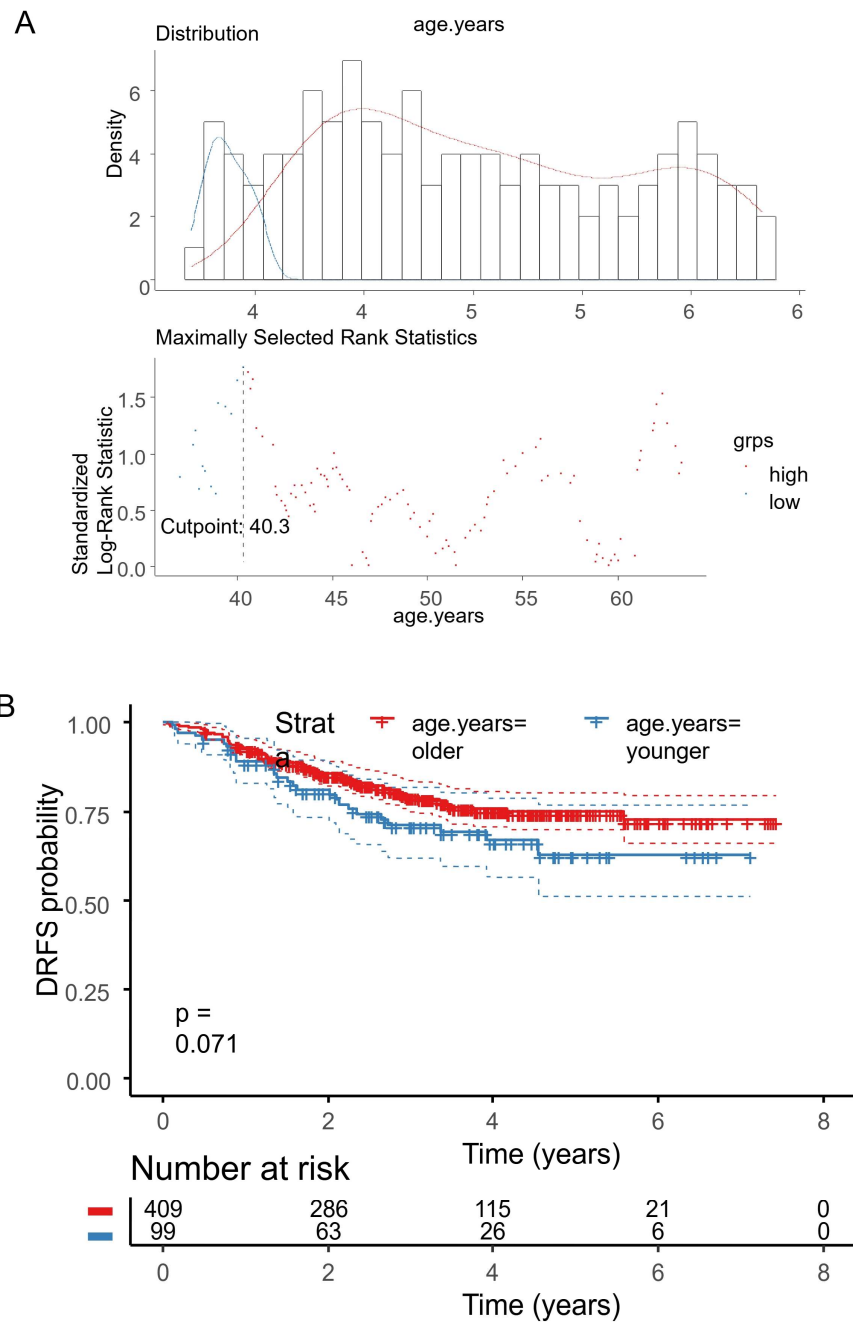 A
age.years
Distribution
Density
6
4
2
0
4 4 5 5 6 6
Maximally Selected Rank Statistics
Standardized
Log-Rank Statistic
1.5
1.0
0.5
0.0
Cutpoint: 40.3
grps
high
low
40 45 50 55 60
age.years
B
Strata
age.years=
older
age.years=
younger
DRFS probability
1.00
0.75
0.50
0.25
0.00
p =
0.071
0 2 4 6 8
Time (years)
Number at risk
409 286 115 21 0
99 63 26 6 0
0 2 4 6 8
Time (years)